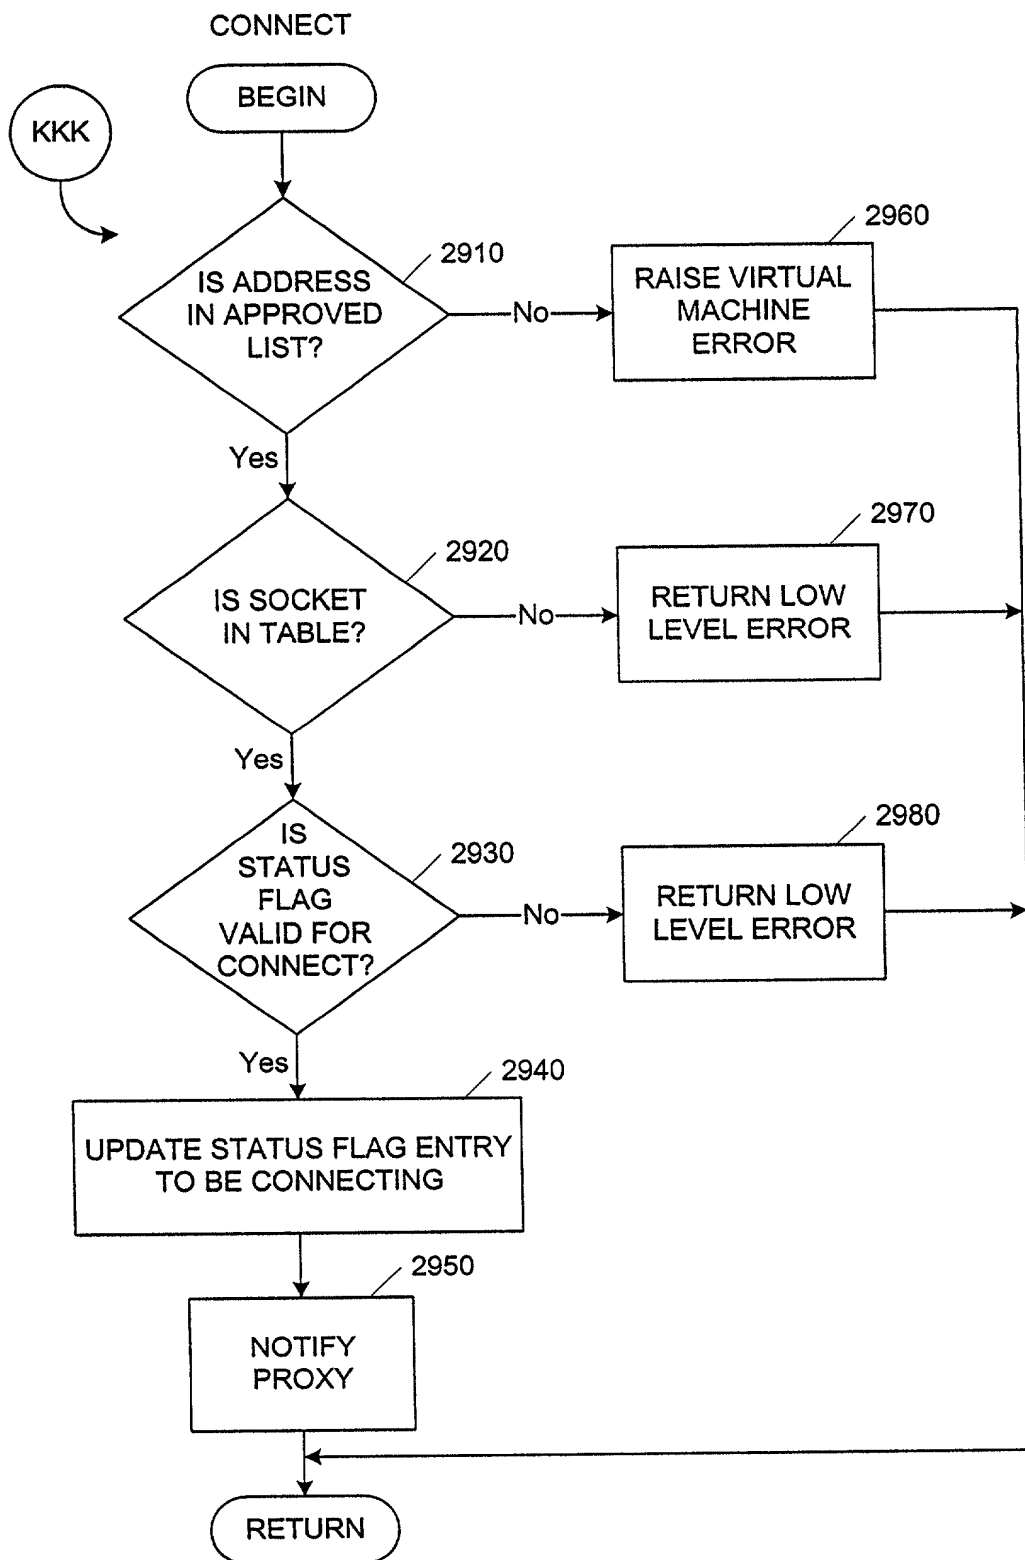 CONNECT
BEGIN
KKK
2910
IS ADDRESS
IN APPROVED
LIST?
No
2960
RAISE VIRTUAL
MACHINE
ERROR
Yes
2920
IS SOCKET
IN TABLE?
No
2970
RETURN LOW
LEVEL ERROR
Yes
2930
IS
STATUS
FLAG
VALID FOR
CONNECT?
No
2980
RETURN LOW
LEVEL ERROR
Yes
2940
UPDATE STATUS FLAG ENTRY
TO BE CONNECTING
2950
NOTIFY
PROXY
RETURN